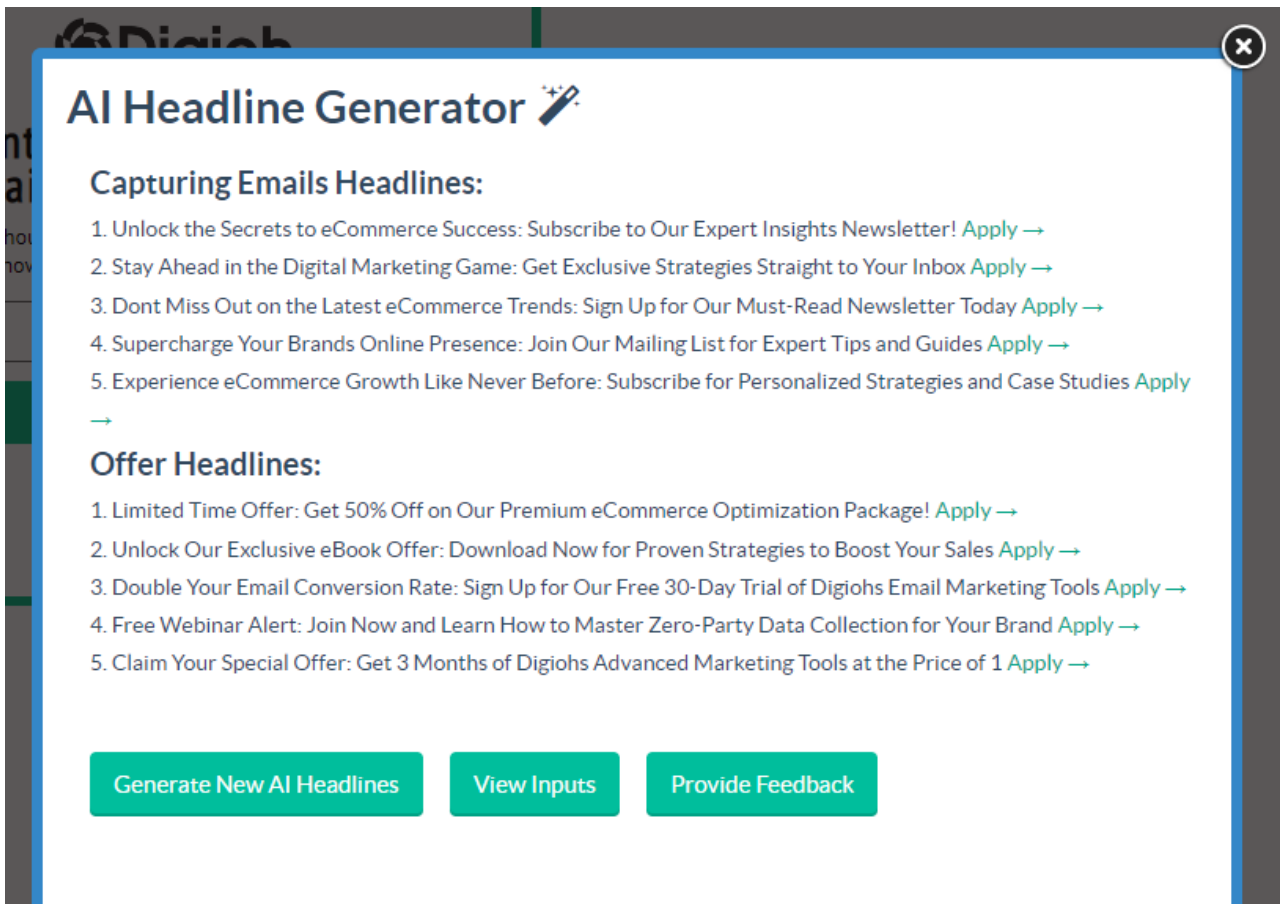 AI Headline Generator
Capturing Emails Headlines:
1. Unlock the Secrets to eCommerce Success: Subscribe to Our Expert Insights Newsletter! Apply →
2. Stay Ahead in the Digital Marketing Game: Get Exclusive Strategies Straight to Your Inbox Apply →
3. Dont Miss Out on the Latest eCommerce Trends: Sign Up for Our Must-Read Newsletter Today Apply →
4. Supercharge Your Brands Online Presence: Join Our Mailing List for Expert Tips and Guides Apply →
5. Experience eCommerce Growth Like Never Before: Subscribe for Personalized Strategies and Case Studies Apply
→
Offer Headlines:
1. Limited Time Offer: Get 50% Off on Our Premium eCommerce Optimization Package! Apply →
2. Unlock Our Exclusive eBook Offer: Download Now for Proven Strategies to Boost Your Sales Apply →
3. Double Your Email Conversion Rate: Sign Up for Our Free 30-Day Trial of Digiohs Email Marketing Tools Apply →
4. Free Webinar Alert: Join Now and Learn How to Master Zero-Party Data Collection for Your Brand Apply →
5. Claim Your Special Offer: Get 3 Months of Digiohs Advanced Marketing Tools at the Price of 1 Apply →
Generate New AI Headlines
View Inputs
Provide Feedback